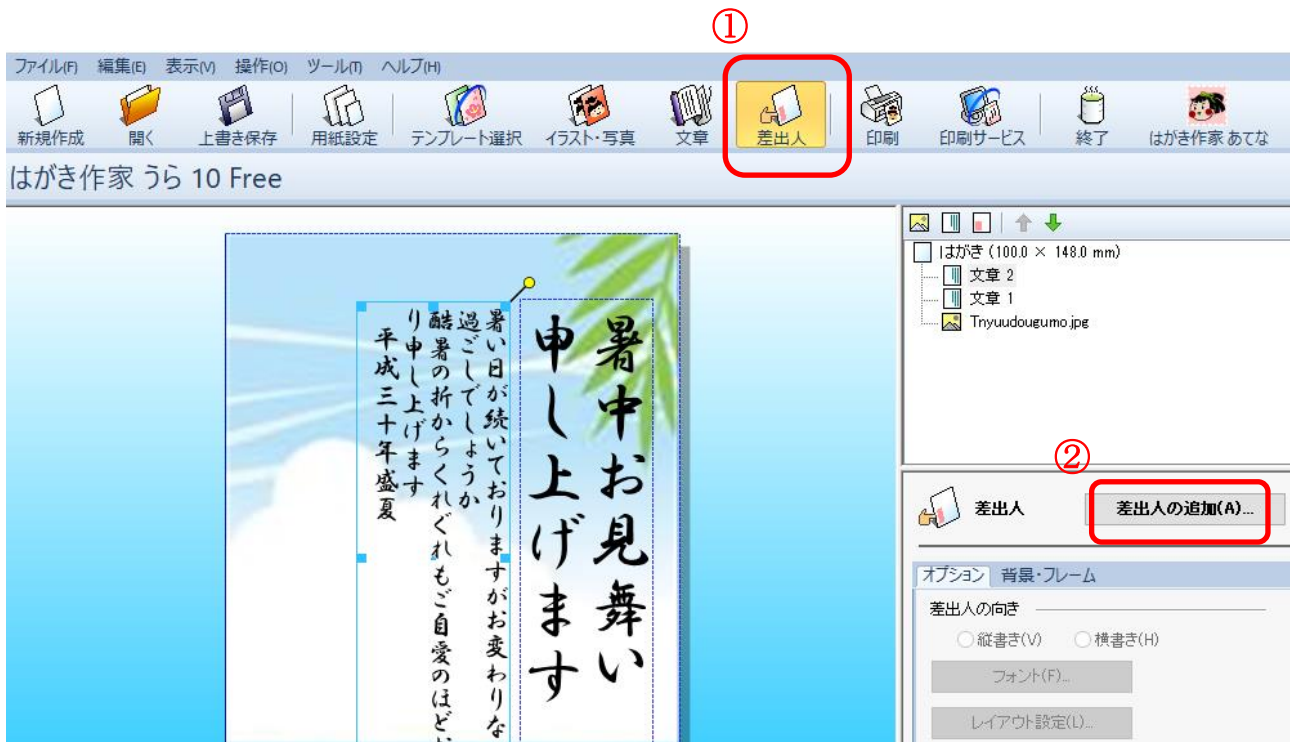 ①
ファイル(F) 編集(E) 表示(V) 操作(O) ツール(T) ヘルプ(H)
新規作成 開く 上書き保存 用紙設定 テンプレート選択 イラスト・写真 文章 差出人 印刷 印刷サービス 終了 はがき作家 あてな
はがき作家 うら 10 Free
暑中お見舞い
申し上げます
暑い日が続いておりますがお変わりな
過ごしでしょうか
酷暑の折からくれぐれもご自愛のほど
り申し上げます
平成三十年盛夏
はがき (100.0 × 148.0 mm)
文章 2
文章 1
Tnyuudougumo.jpg
②
差出人 差出人の追加(A)...
オプション 背景・フレーム
差出人の向き
縦書き(V) 横書き(H)
フォント(F)...
レイアウト設定(L)...